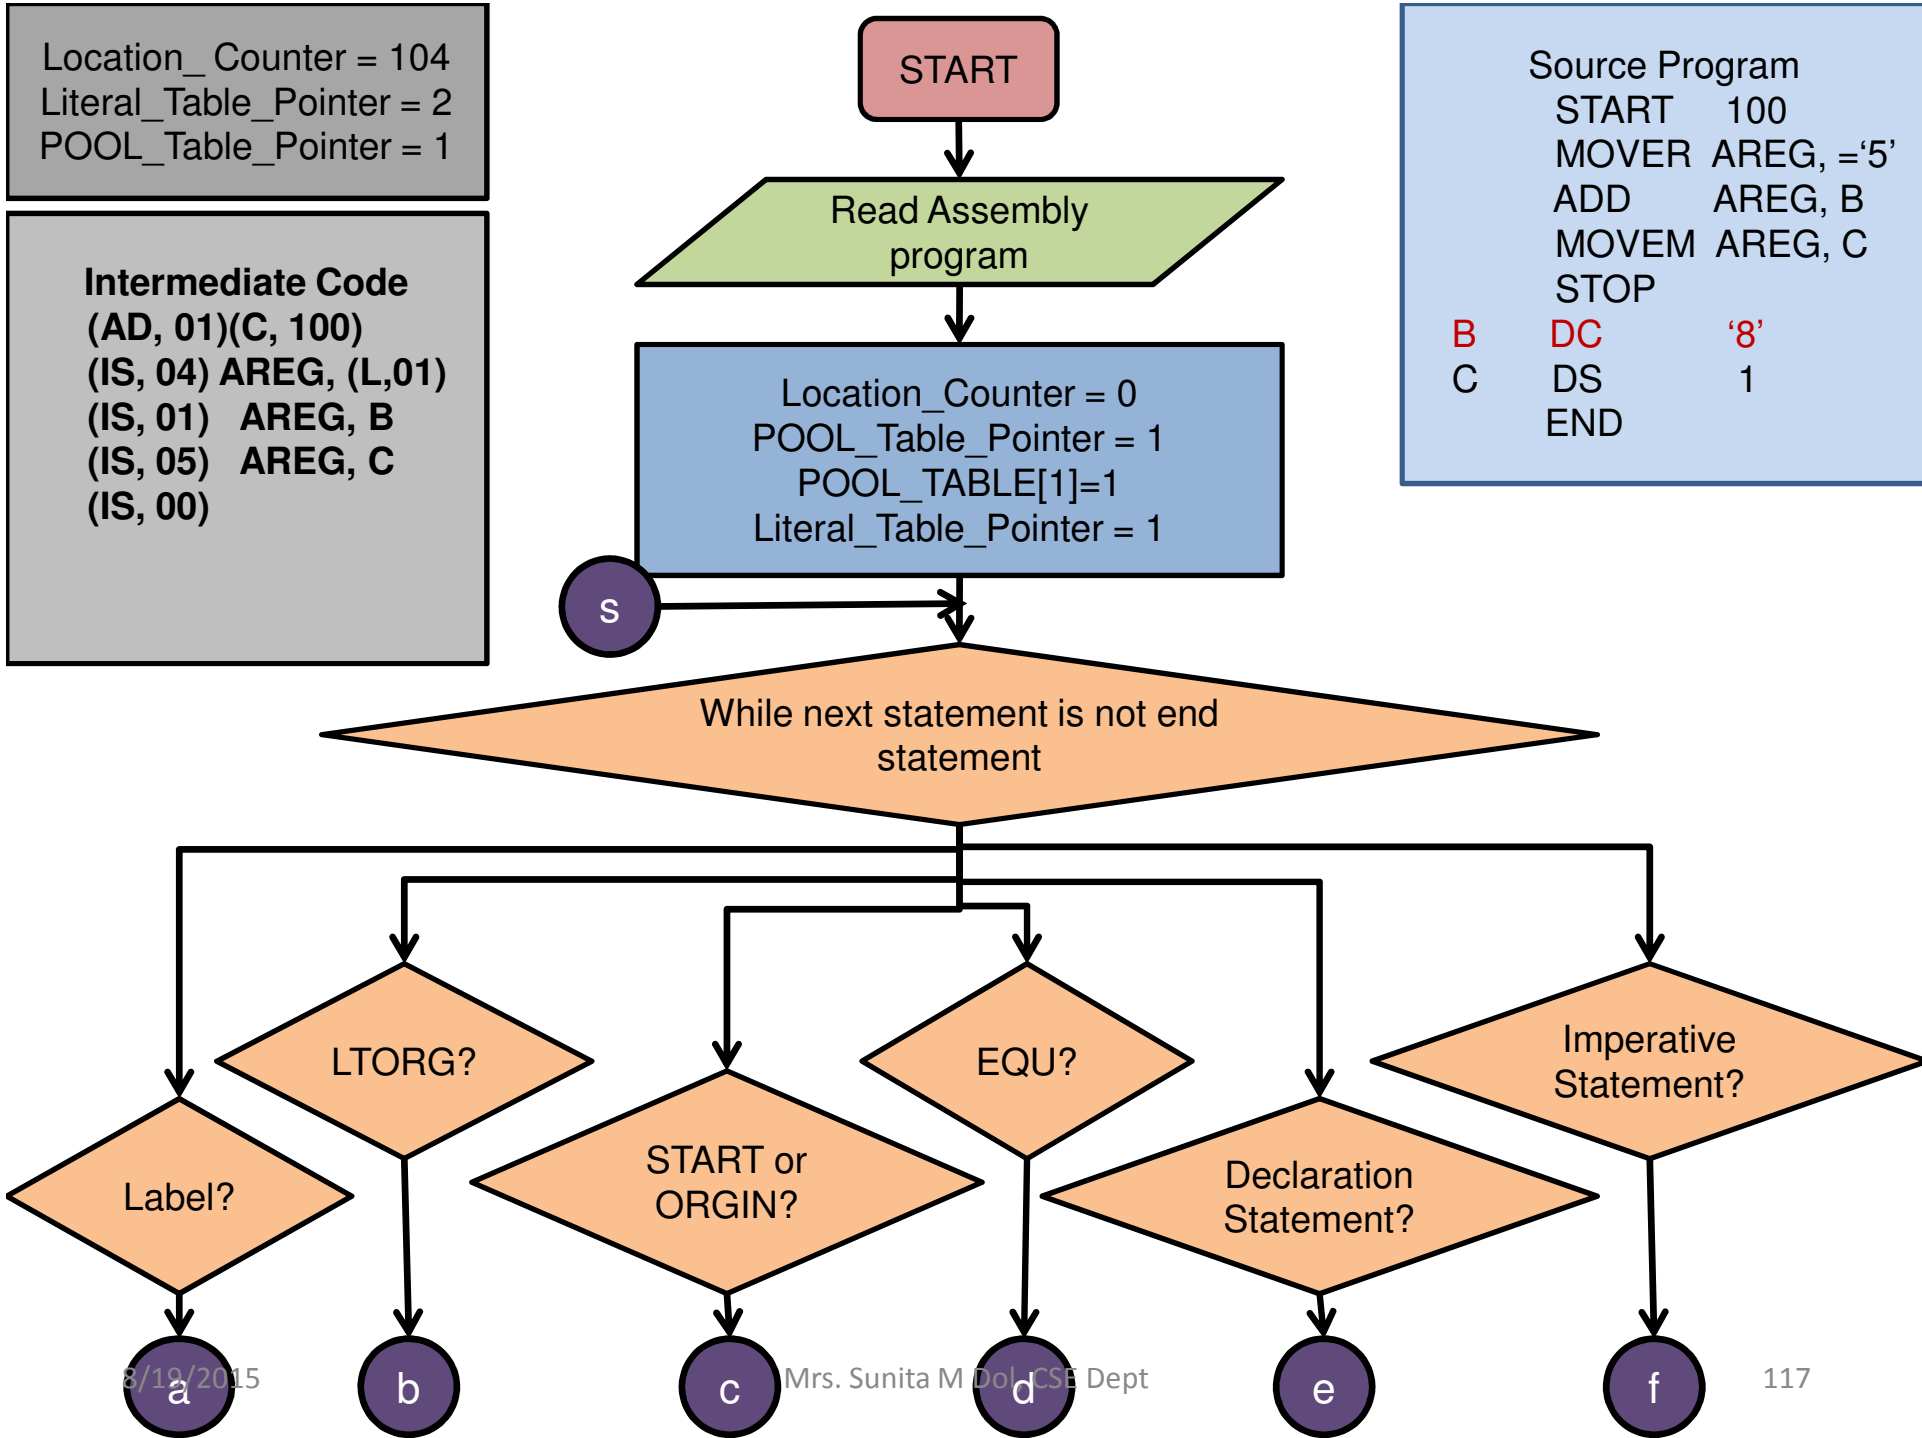 Location_ Counter = 104
Literal_Table_Pointer = 2
POOL_Table_Pointer = 1
Intermediate Code
(AD, 01)(C, 100)
(IS, 04) AREG, (L,01)
(IS, 01) AREG, B
(IS, 05) AREG, C
(IS, 00)
START
Read Assembly
program
Location_Counter = 0
POOL_Table_Pointer = 1
POOL_TABLE[1]=1
Literal_Table_Pointer = 1
s
Source Program
START 100
MOVER AREG, =‘5’
ADD AREG, B
MOVEM AREG, C
STOP
B DC ‘8’
C DS 1
END
While next statement is not end
statement
Label?
LTORG?
START or
ORGIN?
EQU?
Declaration
Statement?
Imperative
Statement?
a
b
c
d
e
f
8/19/2015
Mrs. Sunita M Dol, CSE Dept
117